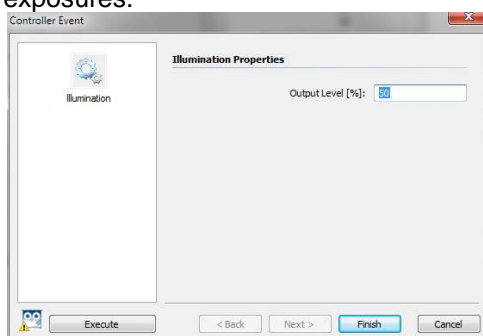 exposures.
Controller Event
x
Illumination Properties
Illumination
Output Level [%]: 50
Execute
< Back
Next >
Finish
Cancel